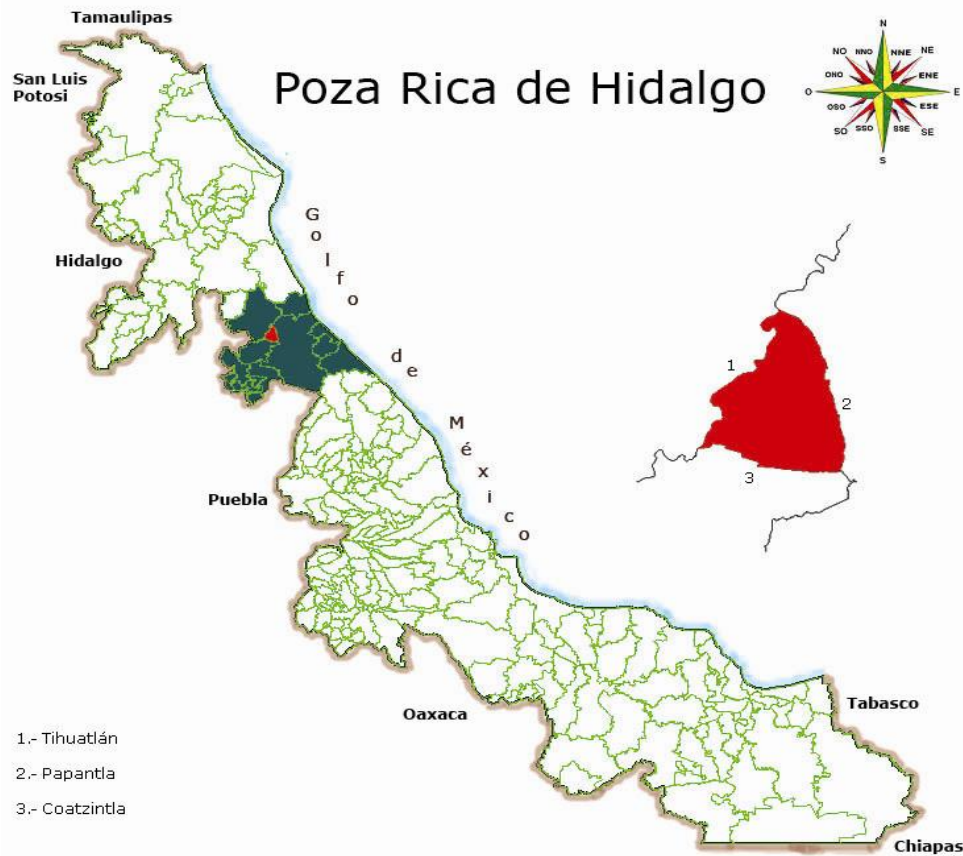 Tamaulipas
San Luis
Potosi
Poza Rica de Hidalgo
N
NNO
NNE
NO
NE
ONO
ENE
O
E
OSO
ESE
SO
SSO
SSE
SE
S
Golfo de México
Hidalgo
1
2
3
Puebla
Oaxaca
Tabasco
Chiapas
1.- Tihuatlán
2.- Papantla
3.- Coatzintla